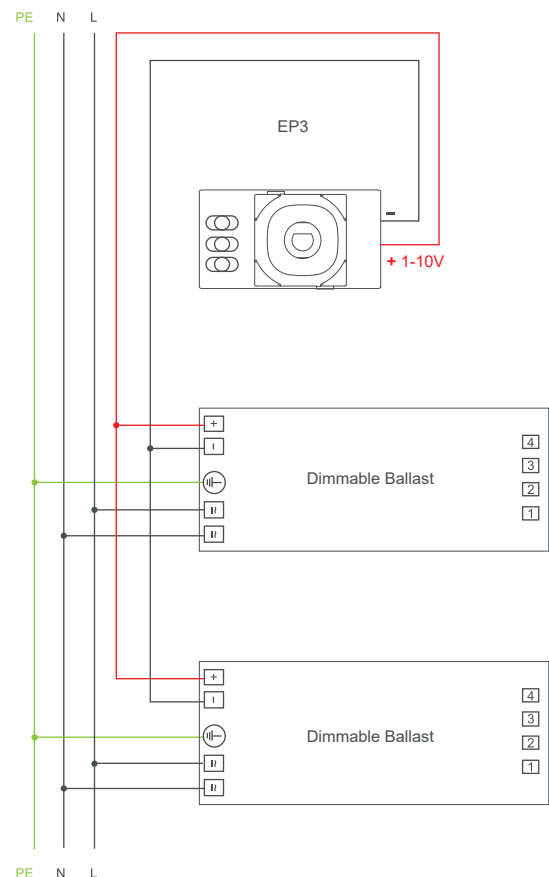 PE N L
EP3
-
+ 1-10V
+
-
Dimmable Ballast
4
3
2
1
≈
≈
+
-
Dimmable Ballast
4
3
2
1
≈
≈
PE N L